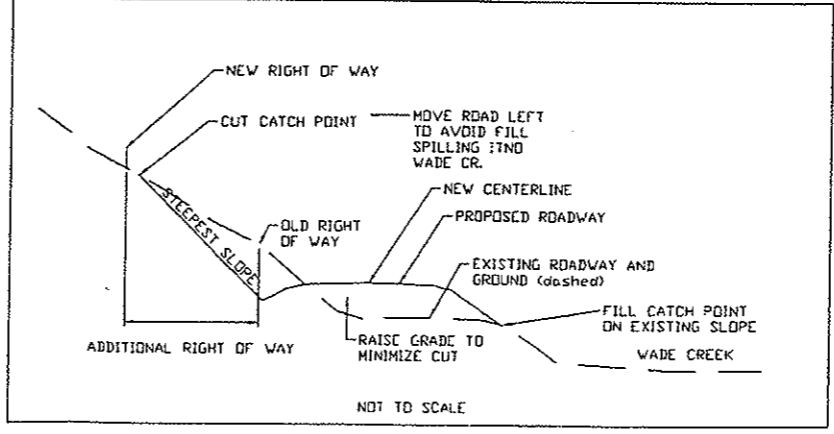 NEW RIGHT OF WAY
CUT CATCH POINT
MOVE ROAD LEFT
TO AVOID FILL
SPILLING ITNO
WADE CR.
NEW CENTERLINE
PROPOSED ROADWAY
STEEPEST SLOPE
OLD RIGHT
OF WAY
EXISTING ROADWAY AND
GROUND (dashed)
FILL CATCH POINT
ON EXISTING SLOPE
ADDITIONAL RIGHT OF WAY
RAISE GRADE TO
MINIMIZE CUT
WADE CREEK
NOT TO SCALE